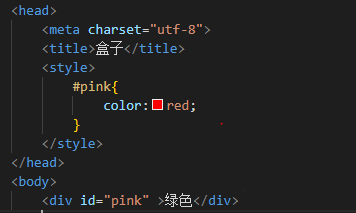 <head>
<meta charset="utf-8">
<title>盒子</title>
<style>
#pink{
color:red;
}
</style>
</head>
<body>
<div id="pink" >绿色</div>